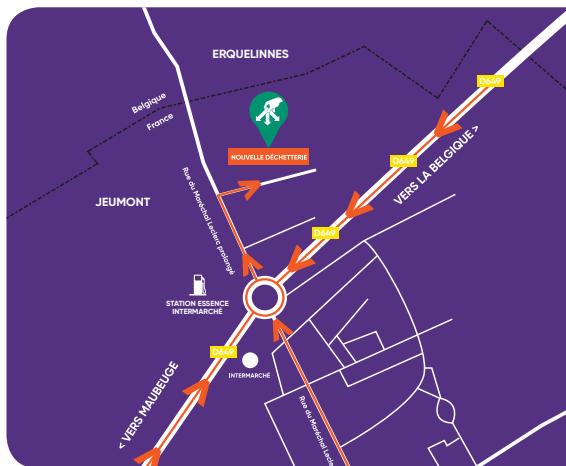 ERQUELINNES
D649
Belgique
France
D649
NOUVELLE DÉCHETTERIE
VERS LA BELGIQUE >
JEUMONT
Rue du Maréchal Leclerc prolongé
D649
STATION ESSENCE
INTERMARCHÉ
D649
INTERMARCHÉ
< VERS MAUBEUGE
Rue du Maréchal Lecle